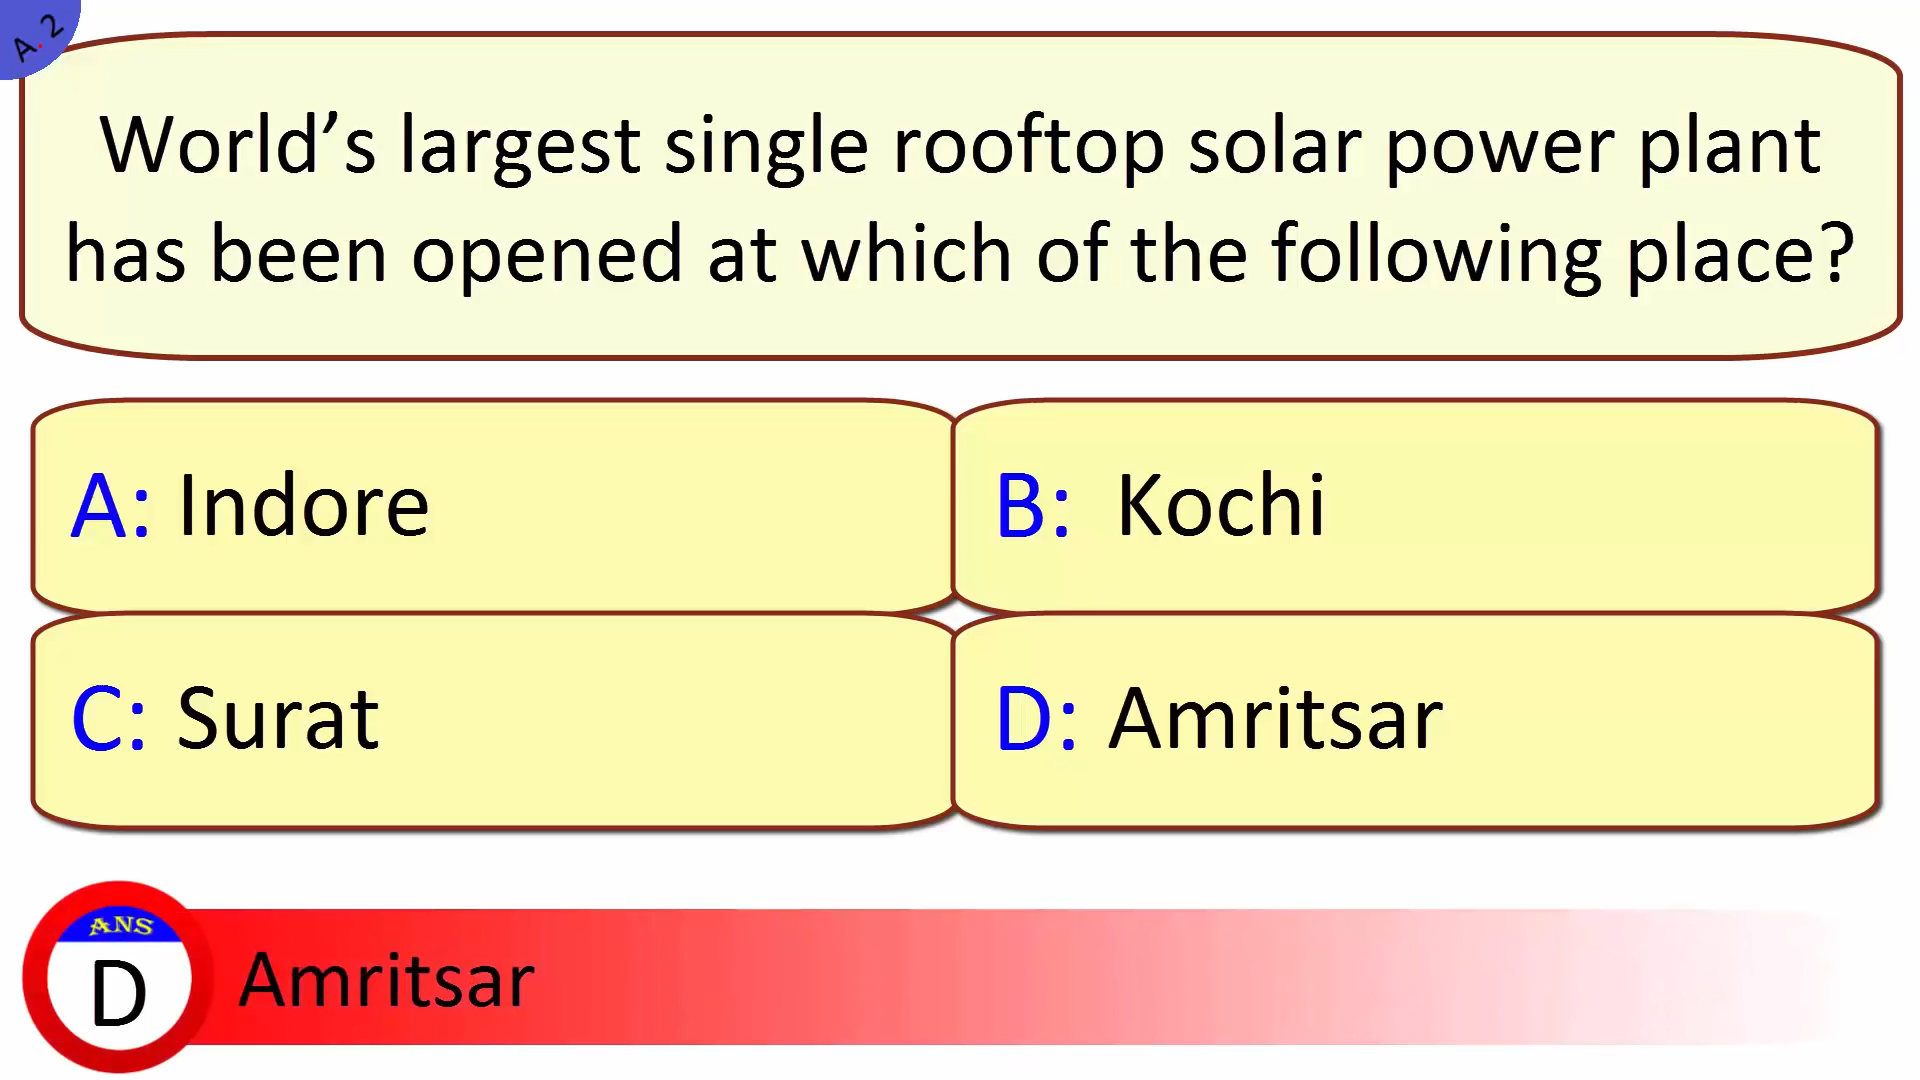 A.2
World’s largest single rooftop solar power plant
has been opened at which of the following place?
A: Indore
B: Kochi
C: Surat
D: Amritsar
ANS
D
Amritsar